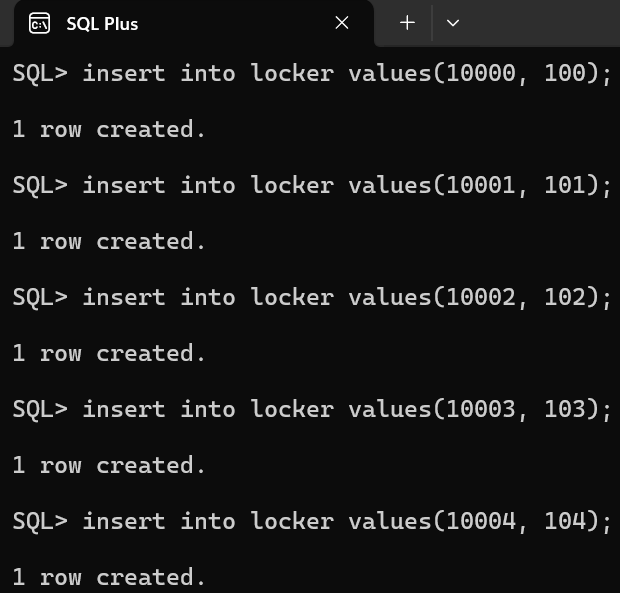 SQL Plus
SQL> insert into locker values(10000, 100);
1 row created.
SQL> insert into locker values(10001, 101);
1 row created.
SQL> insert into locker values(10002, 102);
1 row created.
SQL> insert into locker values(10003, 103);
1 row created.
SQL> insert into locker values(10004, 104);
1 row created.